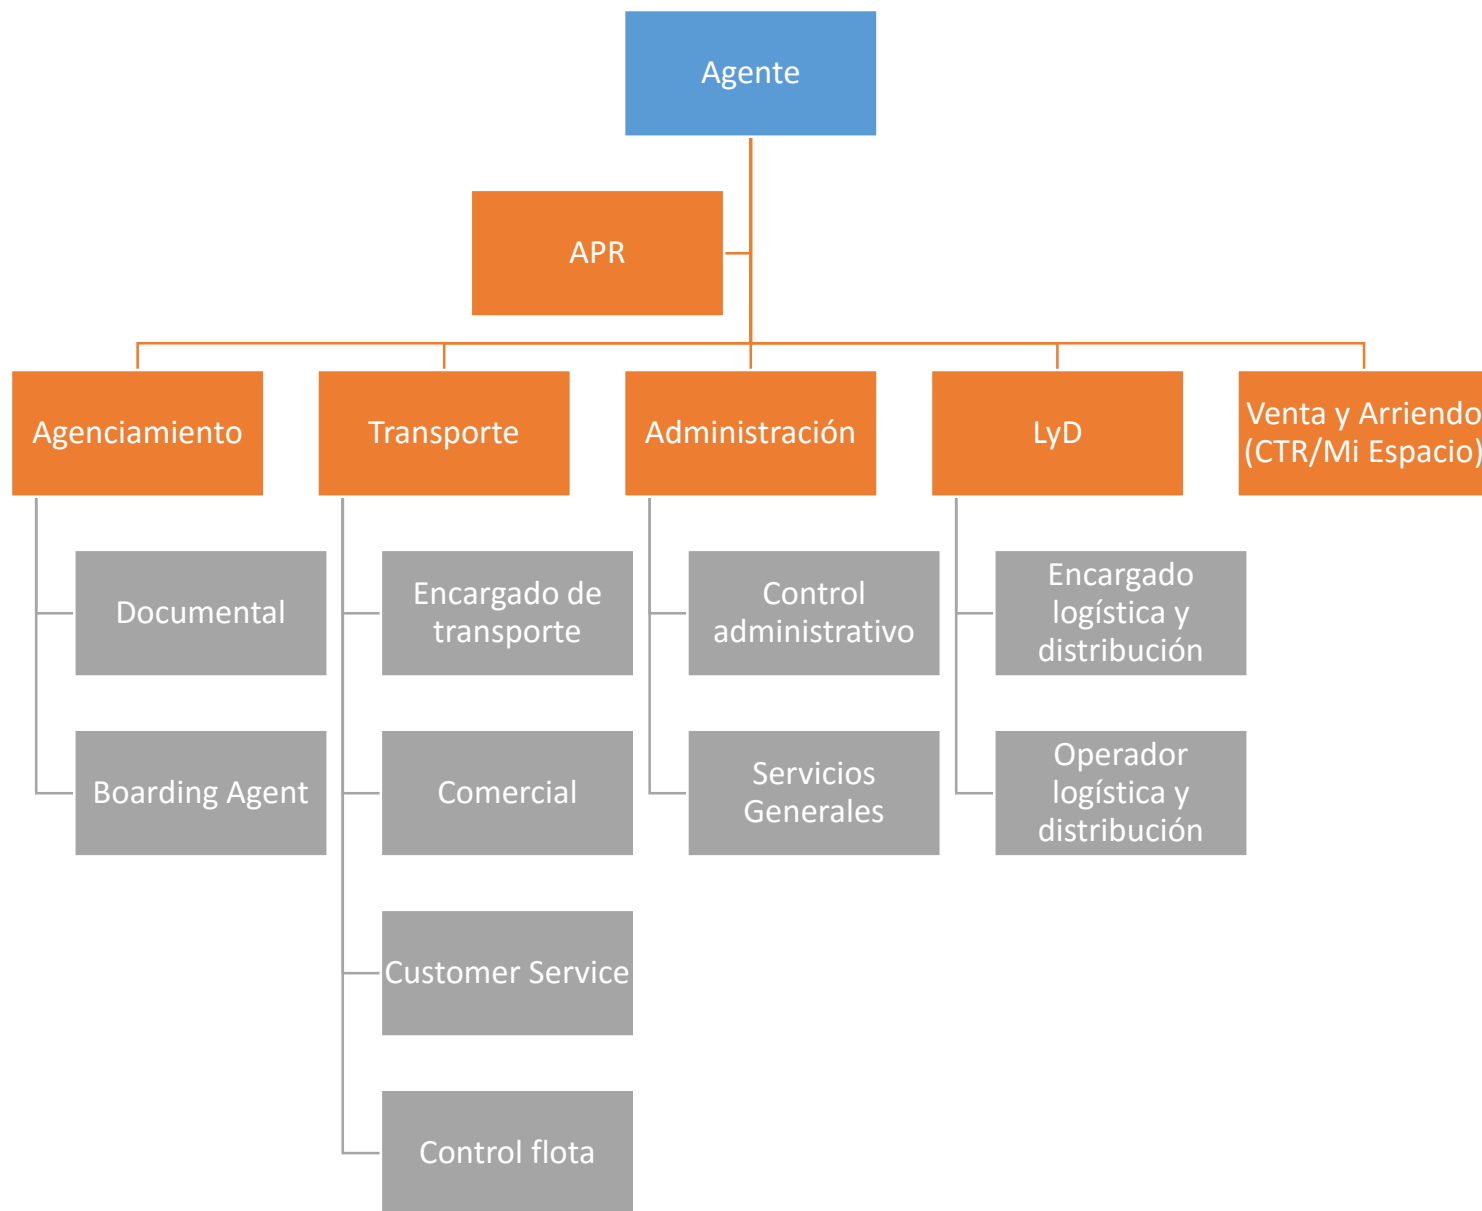 Agente
APR
Agenciamiento
Transporte
Administración
LyD
Venta y Arriendo
(CTR/Mi Espacio)
Documental
Encargado de
transporte
Control
administrativo
Encargado
logística y
distribución
Boarding Agent
Comercial
Servicios
Generales
Operador
logística y
distribución
Customer Service
Control flota